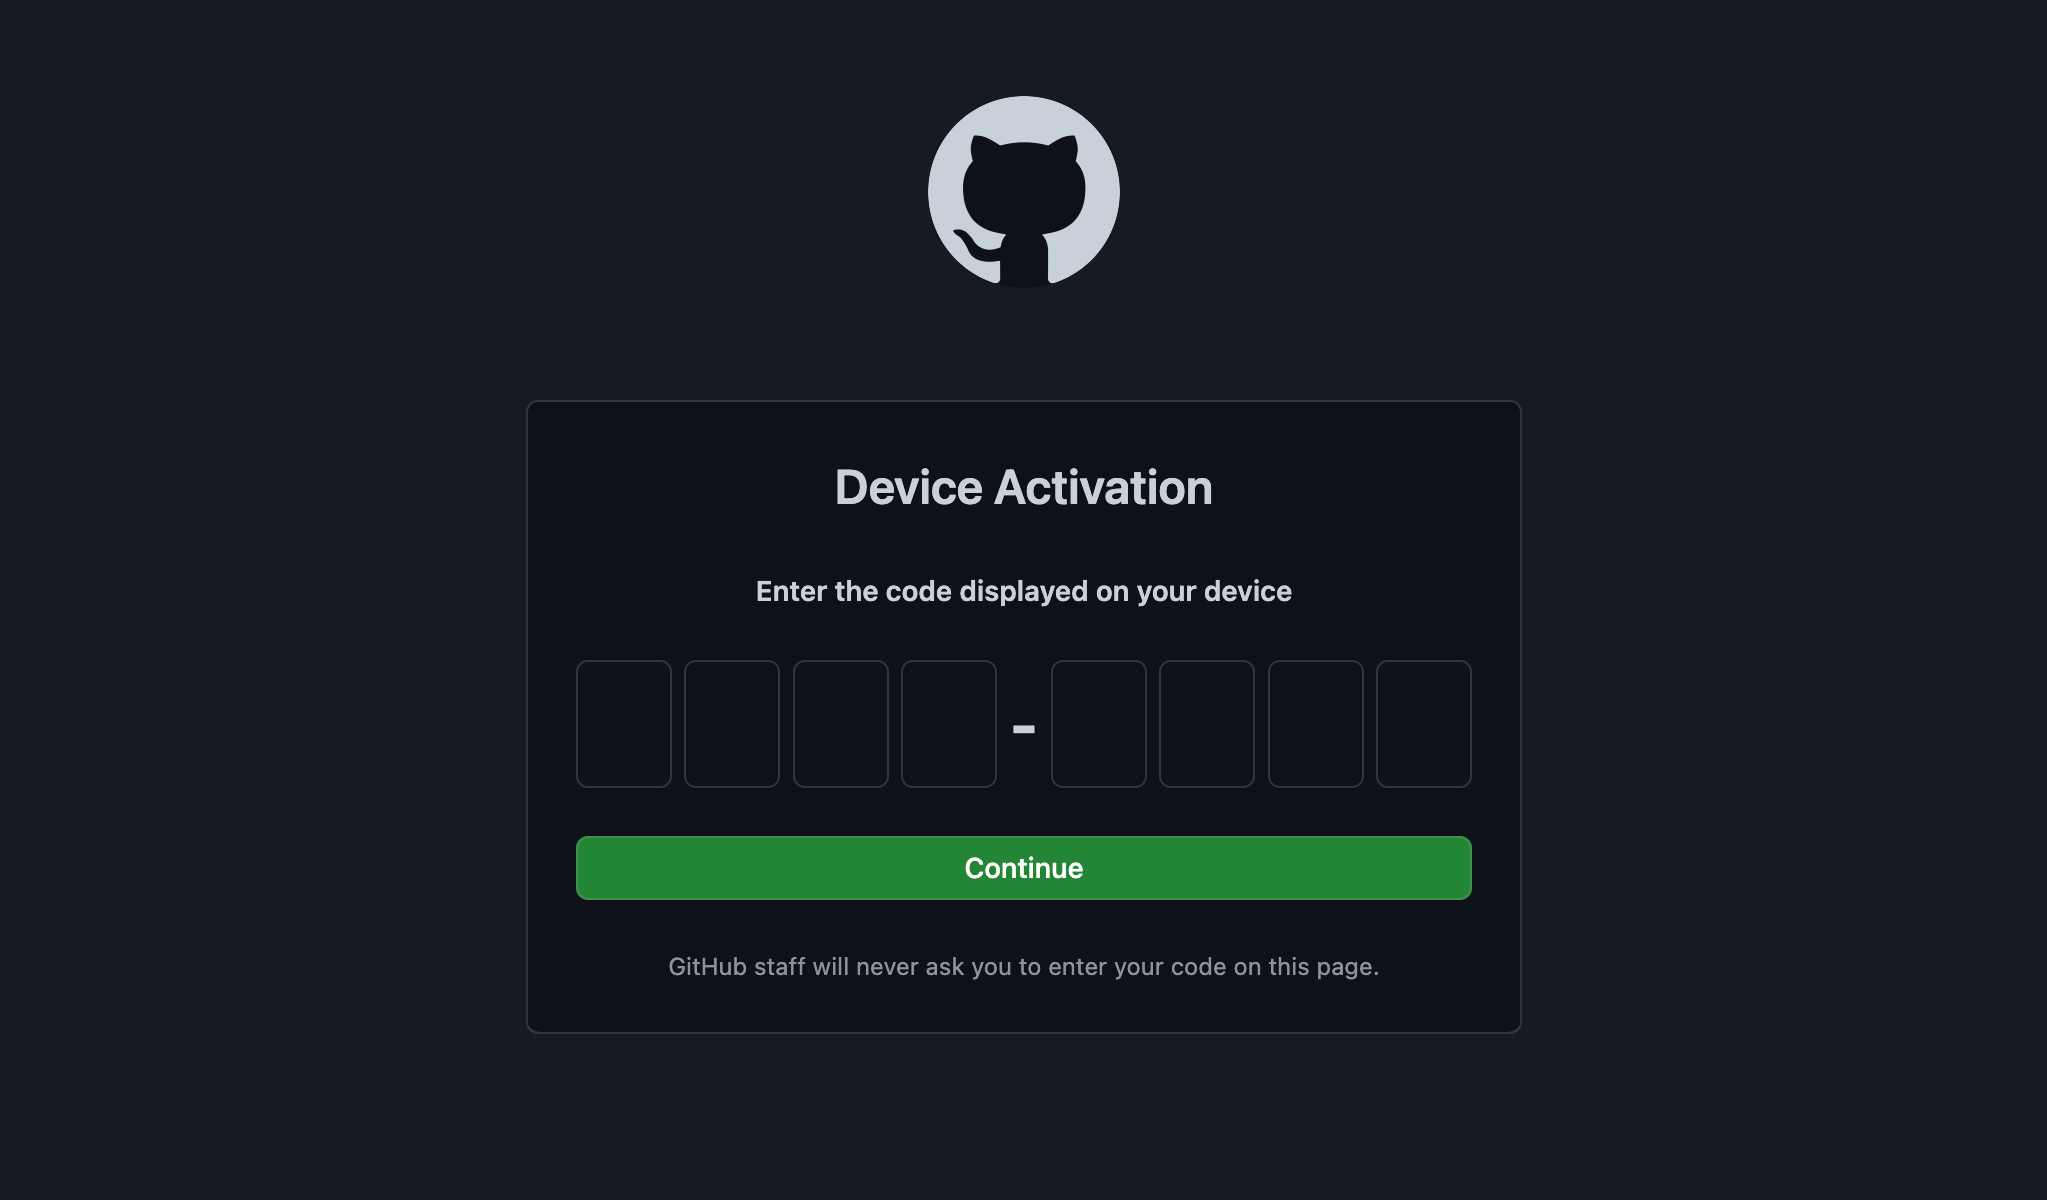 Device Activation
Enter the code displayed on your device
-
Continue
GitHub staff will never ask you to enter your code on this page.